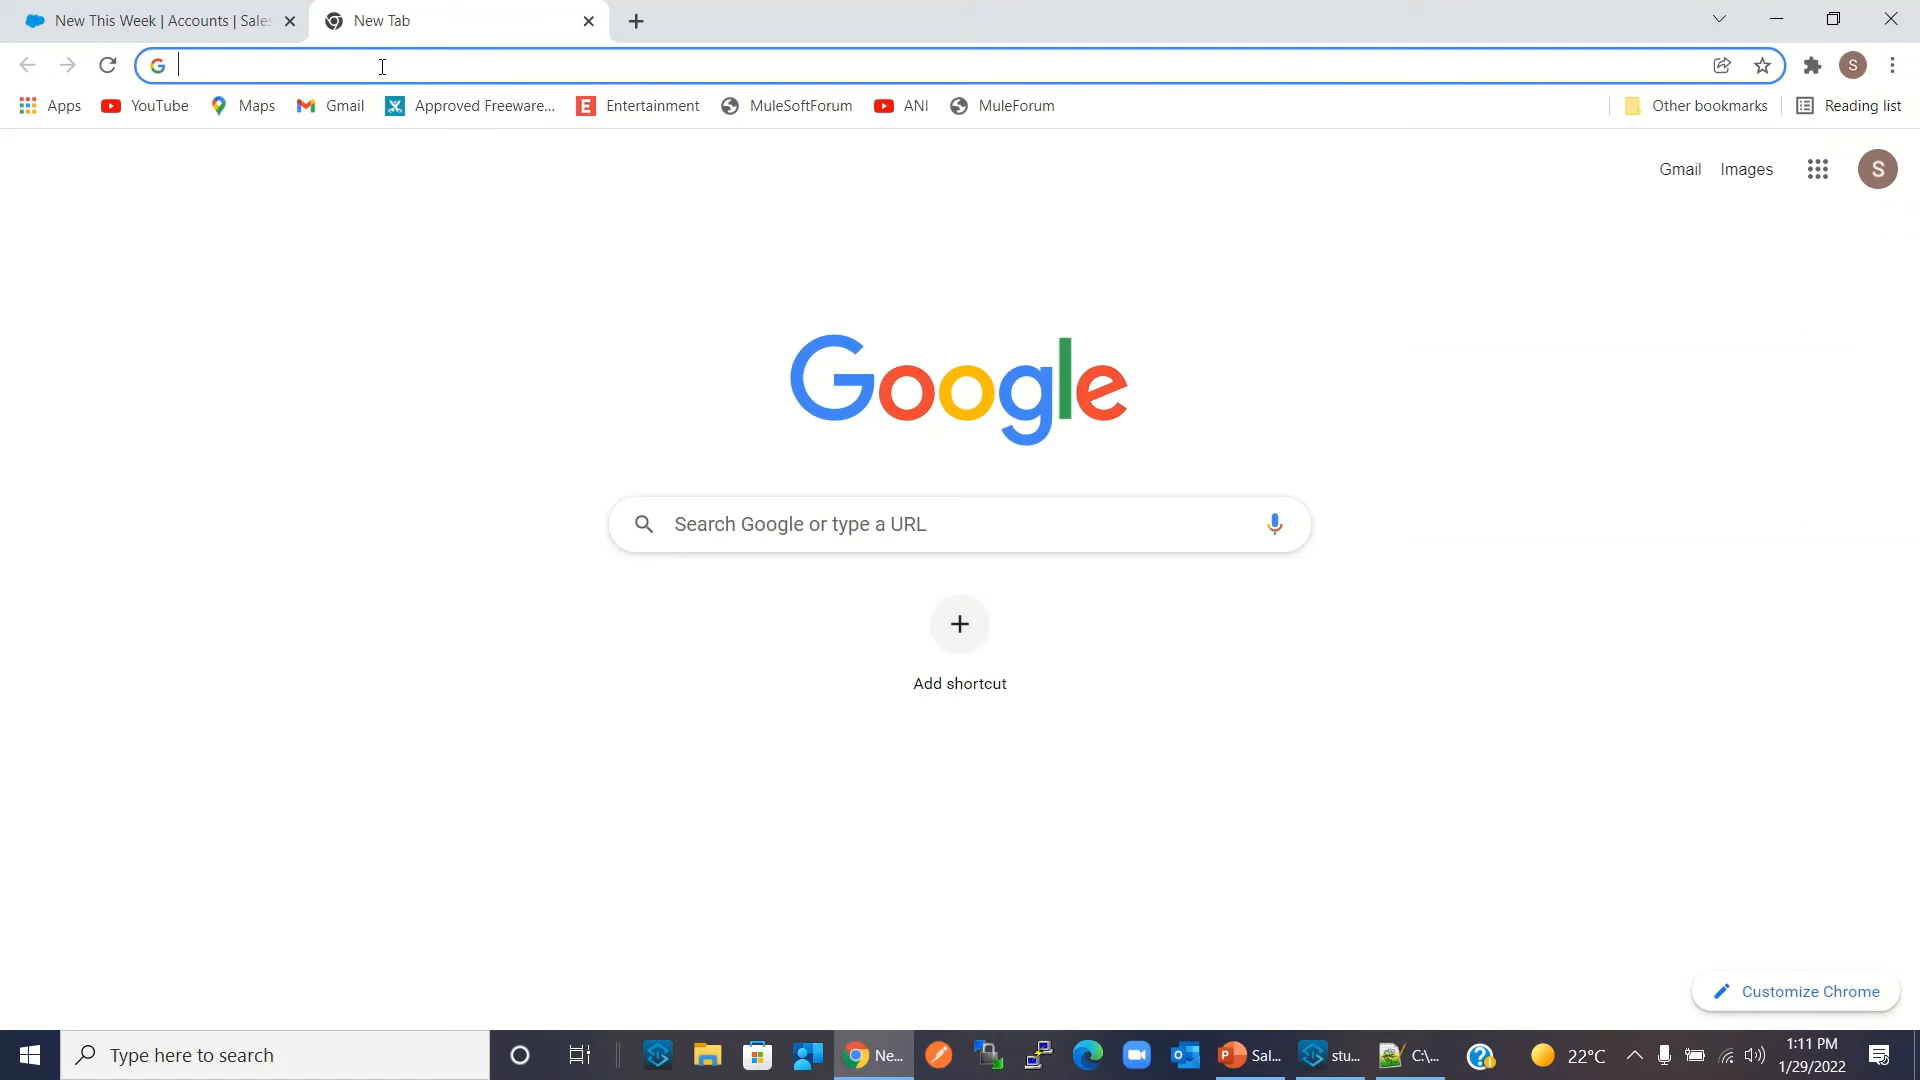 New This Week | Accounts | Sales
New Tab
S
Apps
YouTube
Maps
Gmail
Approved Freeware...
Entertainment
MuleSoftForum
ANI
MuleForum
Other bookmarks
Reading list
Gmail
Images
S
Google
Search Google or type a URL
Add shortcut
Customize Chrome
Type here to search
Ne...
Sal...
stu...
C:\...
22°C
1:11 PM
1/29/2022